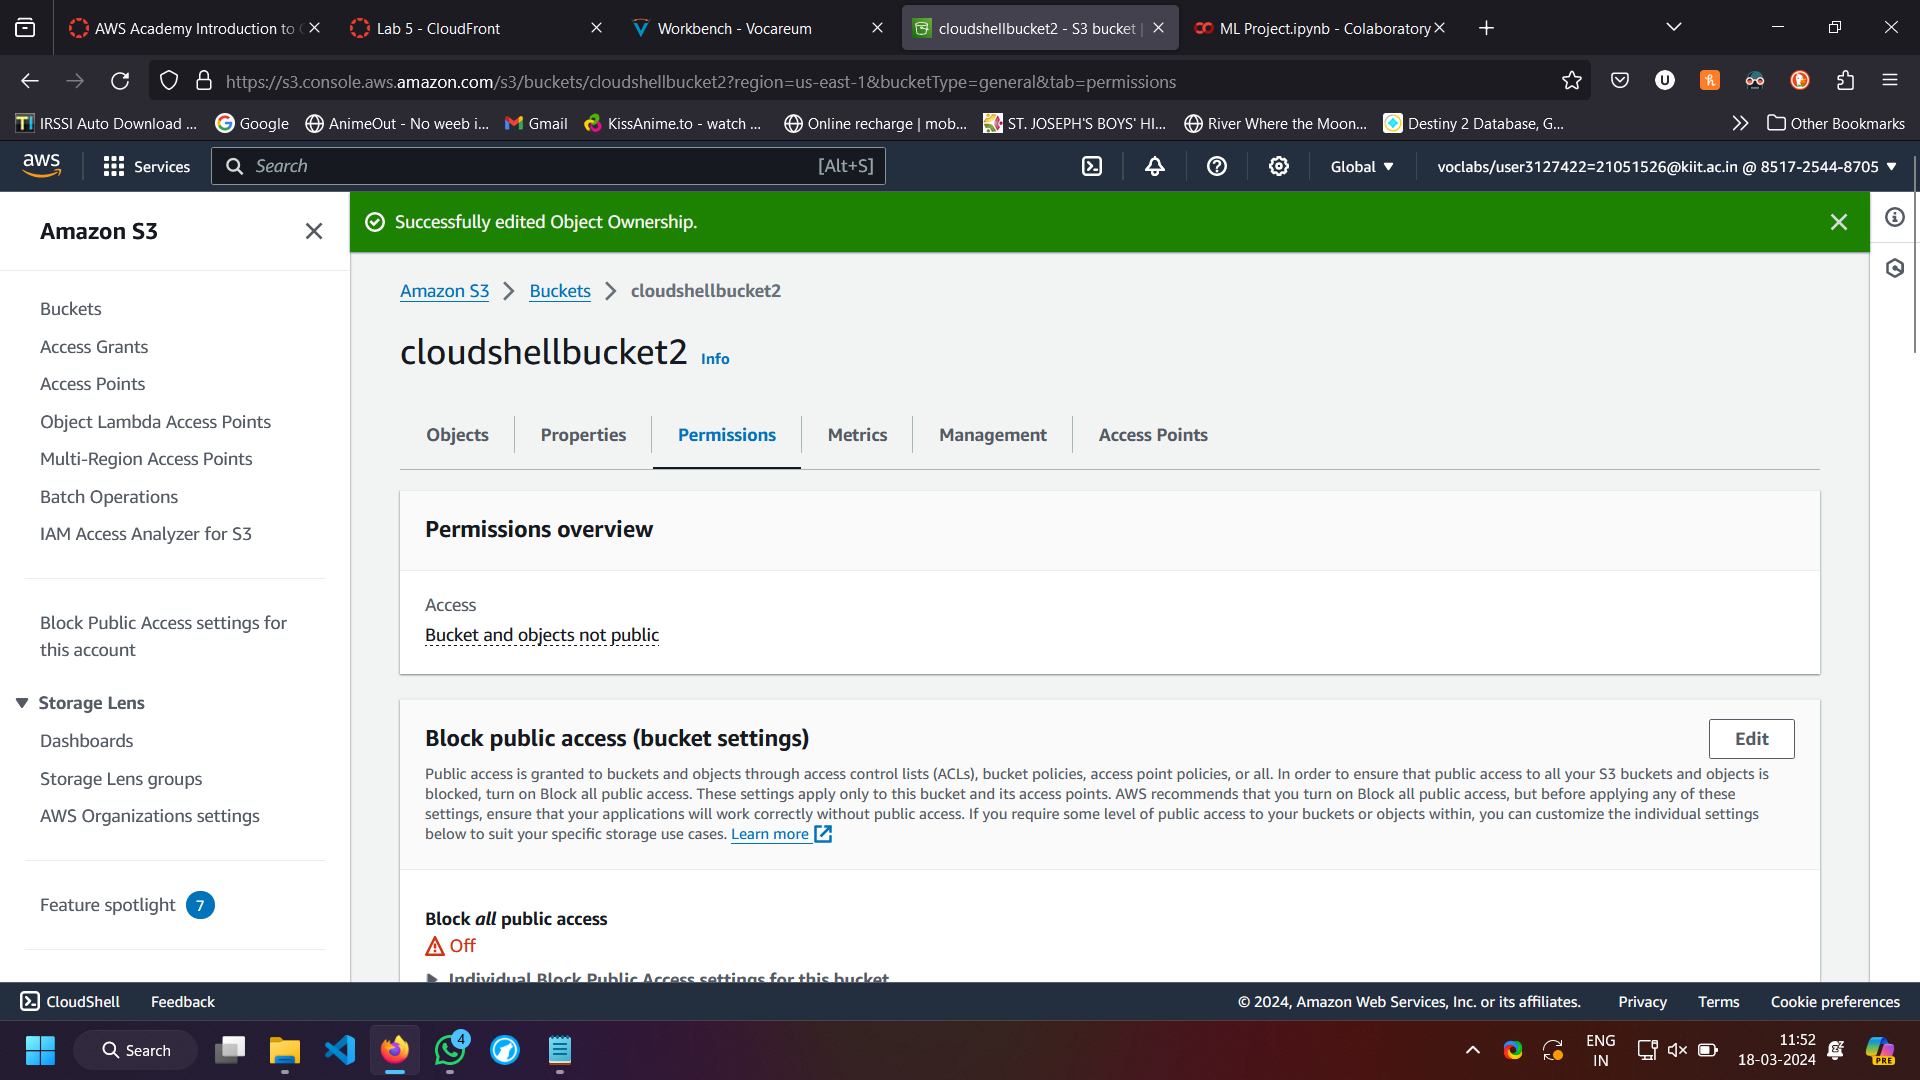 AWS Academy Introduction to
Lab 5 - CloudFront
Workbench - Vocareum
cloudshellbucket2 - S3 bucket |
ML Project.ipynb - Colaboratory
https://s3.console.aws.amazon.com/s3/buckets/cloudshellbucket2?region=us-east-1&bucketType=general&tab=permissions
IRSSI Auto Download ...
Google
AnimeOut - No weeb i...
Gmail
KissAnime.to - watch ...
Online recharge | mob...
ST. JOSEPH'S BOYS' HI...
River Where the Moon...
Destiny 2 Database, G...
Other Bookmarks
aws
Services
Search
[Alt+S]
Global
voclabs/user3127422=21051526@kiit.ac.in @ 8517-2544-8705
Amazon S3
Buckets
Access Grants
Access Points
Object Lambda Access Points
Multi-Region Access Points
Batch Operations
IAM Access Analyzer for S3
Block Public Access settings for
this account
Storage Lens
Dashboards
Storage Lens groups
AWS Organizations settings
Feature spotlight 7
Successfully edited Object Ownership.
Amazon S3 > Buckets > cloudshellbucket2
cloudshellbucket2 Info
Objects
Properties
Permissions
Metrics
Management
Access Points
Permissions overview
Access
Bucket and objects not public
Block public access (bucket settings)
Edit
Public access is granted to buckets and objects through access control lists (ACLs), bucket policies, access point policies, or all. In order to ensure that public access to all your S3 buckets and objects is
blocked, turn on Block all public access. These settings apply only to this bucket and its access points. AWS recommends that you turn on Block all public access, but before applying any of these
settings, ensure that your applications will work correctly without public access. If you require some level of public access to your buckets or objects within, you can customize the individual settings
below to suit your specific storage use cases. Learn more
Block all public access
Off
Individual Block Public Access settings for this bucket
CloudShell
Feedback
© 2024, Amazon Web Services, Inc. or its affiliates.
Privacy
Terms
Cookie preferences
Search
4
ENG
IN
11:52
18-03-2024
PRE